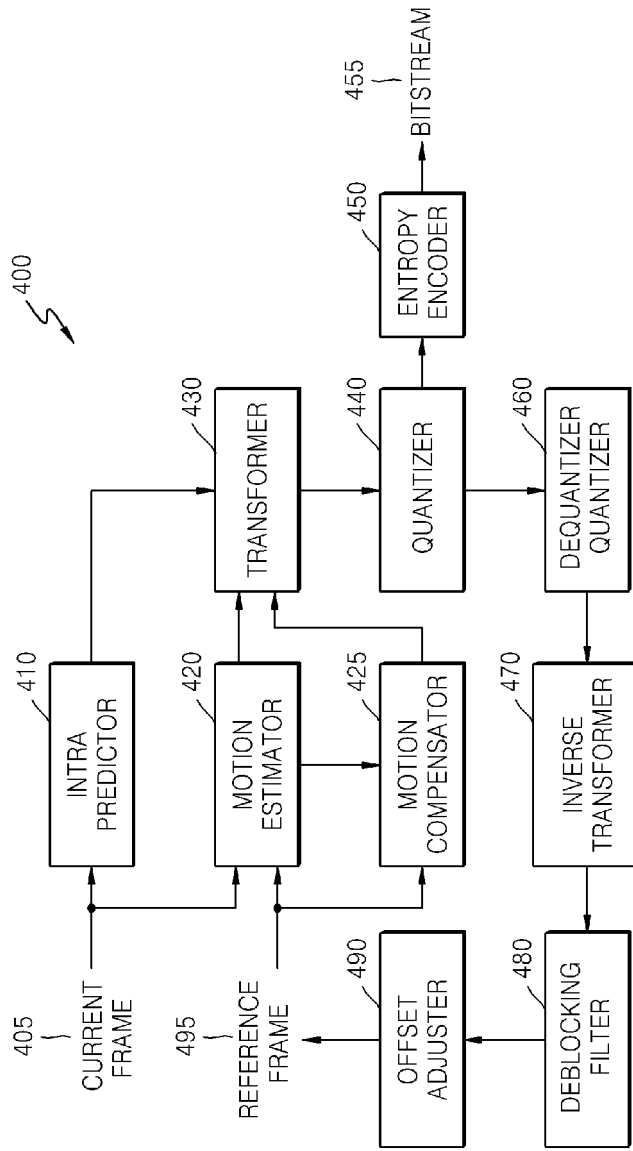 400
405
CURRENT
FRAME
410
INTRA
PREDICTOR
495
REFERENCE
FRAME
420
MOTION
ESTIMATOR
430
TRANSFORMER
425
MOTION
COMPENSATOR
440
QUANTIZER
450
ENTROPY
ENCODER
455
BITSTREAM
490
OFFSET
ADJUSTER
480
DEBLOCKING
FILTER
470
INVERSE
TRANSFORMER
460
DEQUANTIZER
QUANTIZER